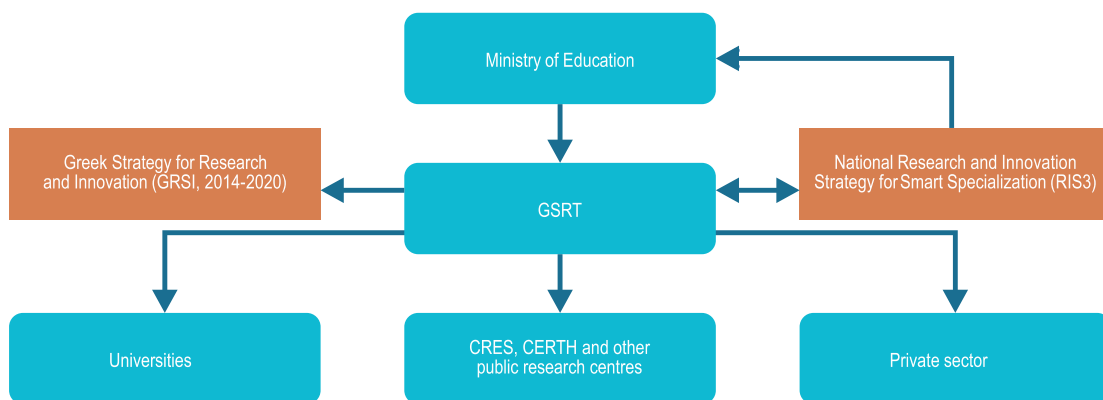 Ministry of Education
Greek Strategy for Research
and Innovation (GRSI, 2014-2020)
National Research and Innovation
Strategy for Smart Specialization (RIS3)
GSRT
Universities
CRES, CERTH and other
public research centres
Private sector